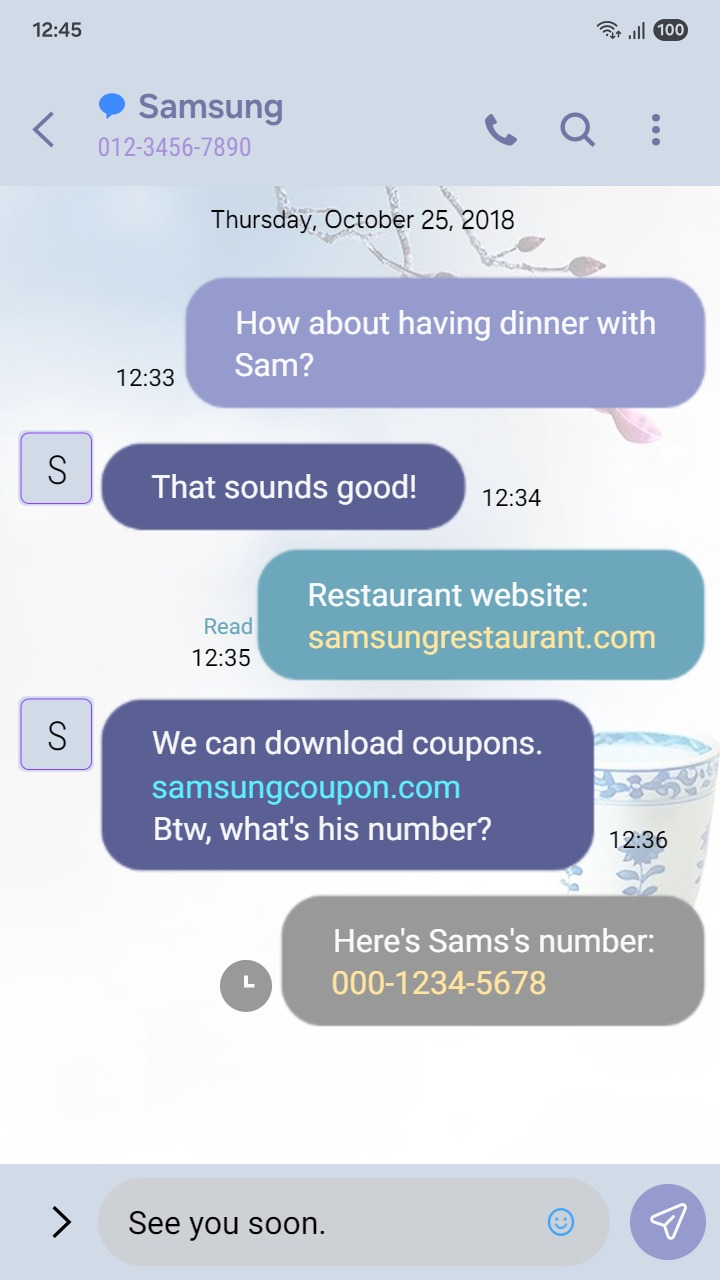 12:45
100
Samsung
012-3456-7890
Thursday, October 25, 2018
How about having dinner with
Sam?
12:33
S
That sounds good!
12:34
Restaurant website:
samsungrestaurant.com
Read
12:35
S
We can download coupons.
samsungcoupon.com
Btw, what's his number?
12:36
Here's Sams's number:
000-1234-5678
See you soon.